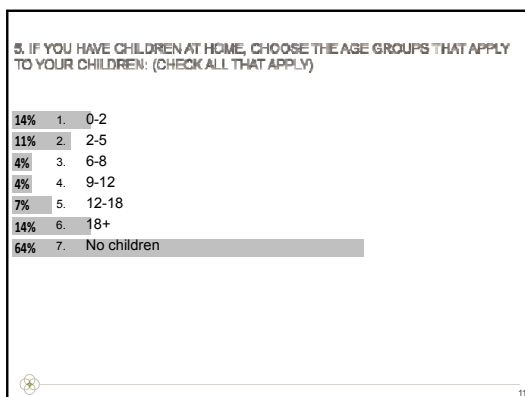 5. IF YOU HAVE CHILDREN AT HOME, CHOOSE THE AGE GROUPS THAT APPLY
TO YOUR CHILDREN: (CHECK ALL THAT APPLY)
14% 1. 0-2
11% 2. 2-5
4% 3. 6-8
4% 4. 9-12
7% 5. 12-18
14% 6. 18+
64% 7. No children
11